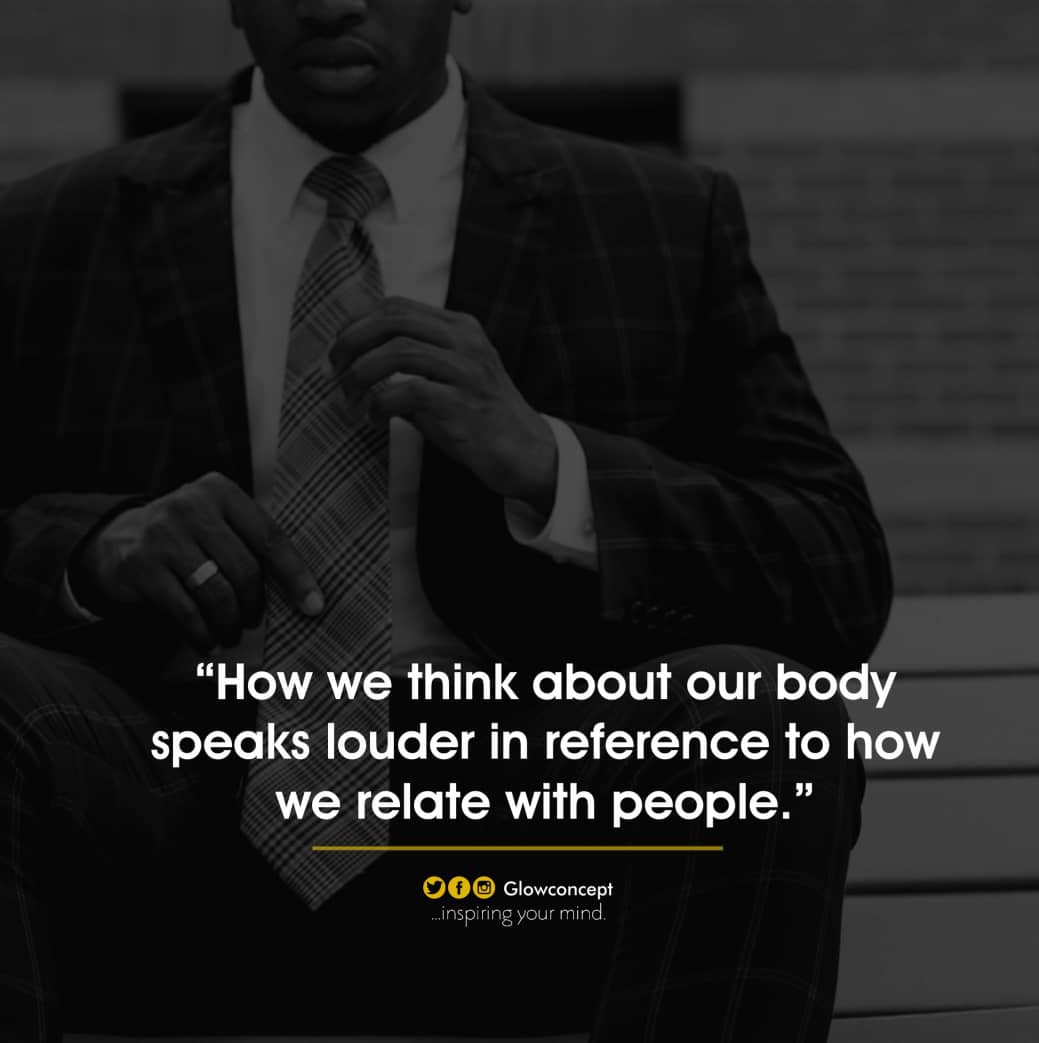 “How we think about our body
speaks louder in reference to how
we relate with people.”
Glowconcept
...inspiring your mind.